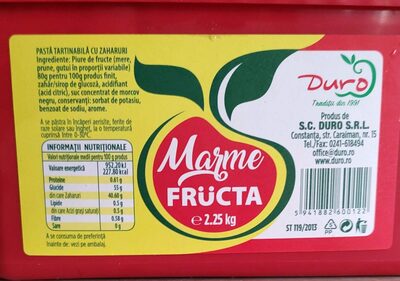 PASTĂ TARTINABILĂ CU ZAHARURI
Ingrediente: Piure de fructe (mere,
prune, gutui în proporții variabile)
80g pentru 100g produs finit,
zahăr/sirop de glucoză, acidifiant
(acid citric), suc concentrat de morcov
negru, conservanți: sorbat de potasiu,
benzoat de sodiu, arome.
A se păstra în încăperi aerisite, ferite de
raze solare sau îngheț, la o temperatură
cuprinsă între 0-30°C.
INFORMAȚII NUTRIȚIONALE
Valori nutriționale medii pentru 100 g produs
Valoare energetică 952.20 kJ
227.80 kcal
Proteine 0.61 g
Glucide 55 g
din care Zaharuri 40.60 g
Lipide 0.5 g
din care Acizi grași saturați 0.5 g
Fibre 0.58 g
Sare 0 g
A se consuma de preferință
înainte de: vezi pe ambalaj.
Marme
FRUCTA
e 2.25 kg
Duro
Tradiții din 1991
Produs de
S.C. DURO S.R.L.
Constanța, str. Caraiman, nr. 15
Tel./Fax: 0241-618494
office@duro.ro
www.duro.ro
5 941882 600122
ST 119/2013
PP